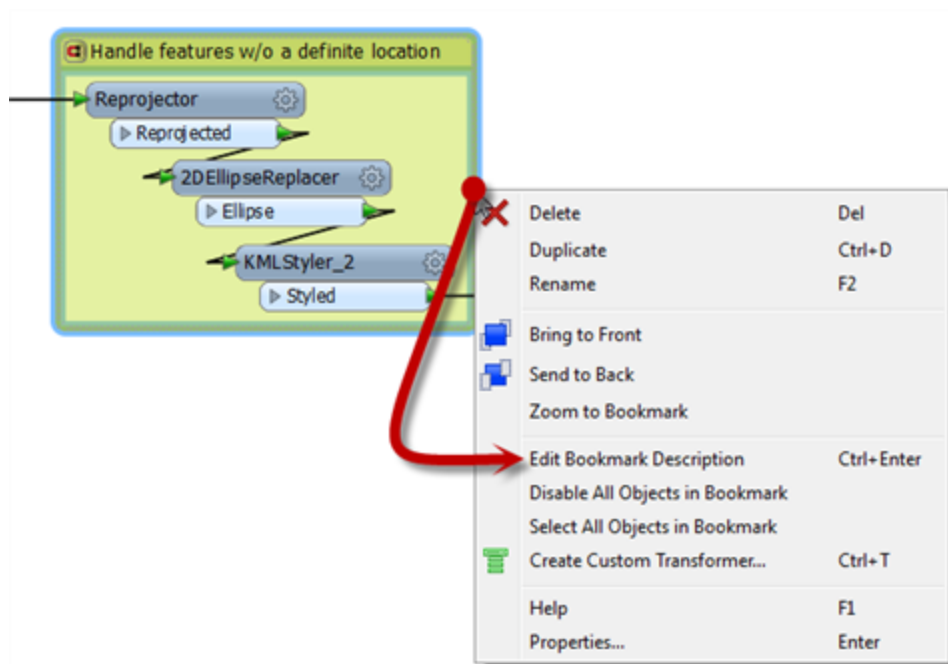 Handle features w/o a definite location
Reprojector
Reprojected
2DEllipseReplacer
Ellipse
KMLStyler_2
Styled
Delete Del
Duplicate Ctrl+D
Rename F2
Bring to Front
Send to Back
Zoom to Bookmark
Edit Bookmark Description Ctrl+Enter
Disable All Objects in Bookmark
Select All Objects in Bookmark
Create Custom Transformer... Ctrl+T
Help F1
Properties... Enter